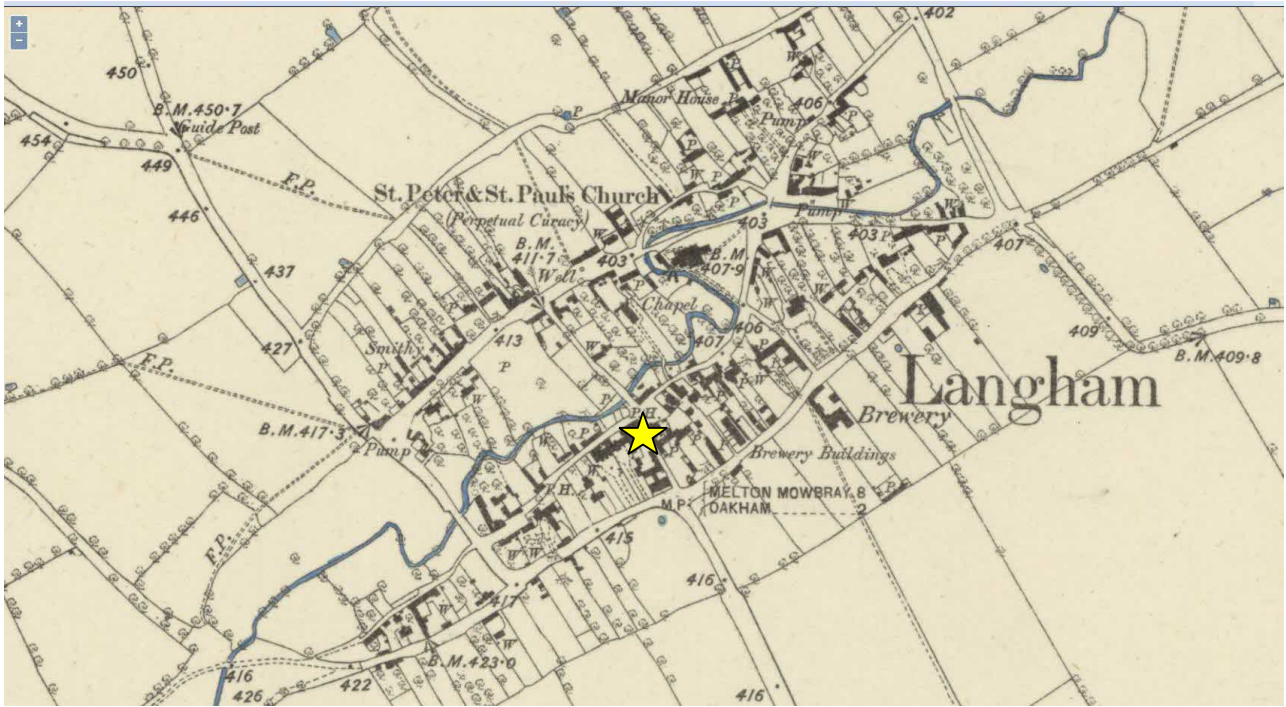 +
−
402
450
B.M.450·7
Guide Post
454
449
Manor House
P
406
Pump
W
P
P
F.P.
St. Peter & St. Paul's Church
(Perpetual Curacy)
446
Pump
W
403
B.M.
411·7
Well
403
B.M.
407·9
403
P
W
P
407
437
Chapel
406
407
409
B.M.409·8
413
Smithy
P
427
F.P.
Langham
P.H.
Brewery
B.M.417·3
Pump
Brewery Buildings
P.H.
MELTON MOWBRAY 8
M.P.
OAKHAM
2
F.P.
415
W
W
416
417
W
B.M.423·0
416
426
422
416